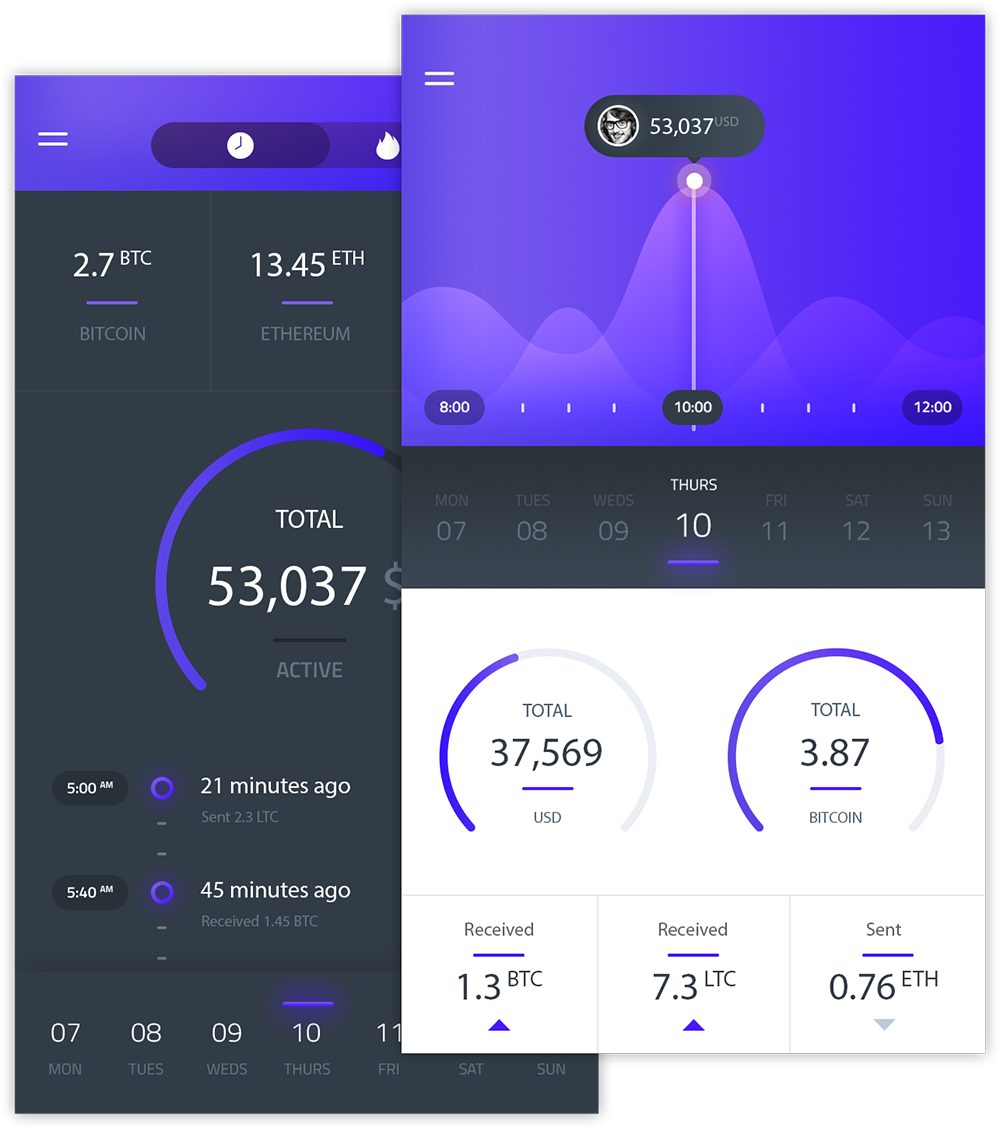 2.7 BTC
BITCOIN
13.45 ETH
ETHEREUM
TOTAL
53,037 $
ACTIVE
5:00 AM
21 minutes ago
Sent 2.3 LTC
5:40 AM
45 minutes ago
Received 1.45 BTC
07 08 09 10 11
MON TUES WEDS THURS FRI SAT SUN
53,037 USD
8:00 10:00 12:00
MON TUES WEDS THURS FRI SAT SUN
07 08 09 10 11 12 13
TOTAL
37,569
USD
TOTAL
3.87
BITCOIN
Received
1.3 BTC
Received
7.3 LTC
Sent
0.76 ETH